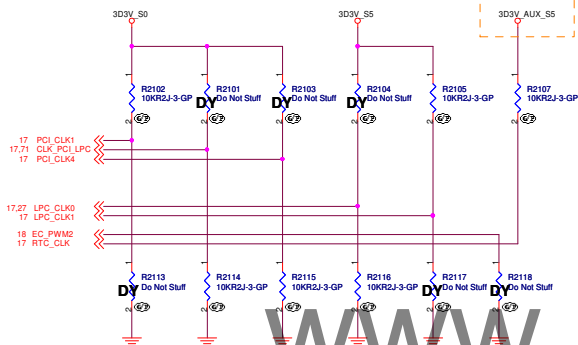 3D3V_S0
3D3V_S5
3D3V_AUX_S5
1
1
1
1
1
1
R2102
10KR2J-3-GP
DY
R2101
Do Not Stuff
DY
R2103
Do Not Stuff
DY
R2104
Do Not Stuff
R2105
10KR2J-3-GP
R2107
10KR2J-3-GP
2
2
2
2
2
2
17 PCI_CLK1
17,71 CLK_PCI_LPC
17 PCI_CLK4
17,27 LPC_CLK0
17 LPC_CLK1
18 EC_PWM2
17 RTC_CLK
1
1
1
1
1
1
DY
R2113
Do Not Stuff
R2114
10KR2J-3-GP
R2115
10KR2J-3-GP
R2116
10KR2J-3-GP
DY
R2117
Do Not Stuff
DY
R2118
Do Not Stuff
2
2
2
2
2
2
www